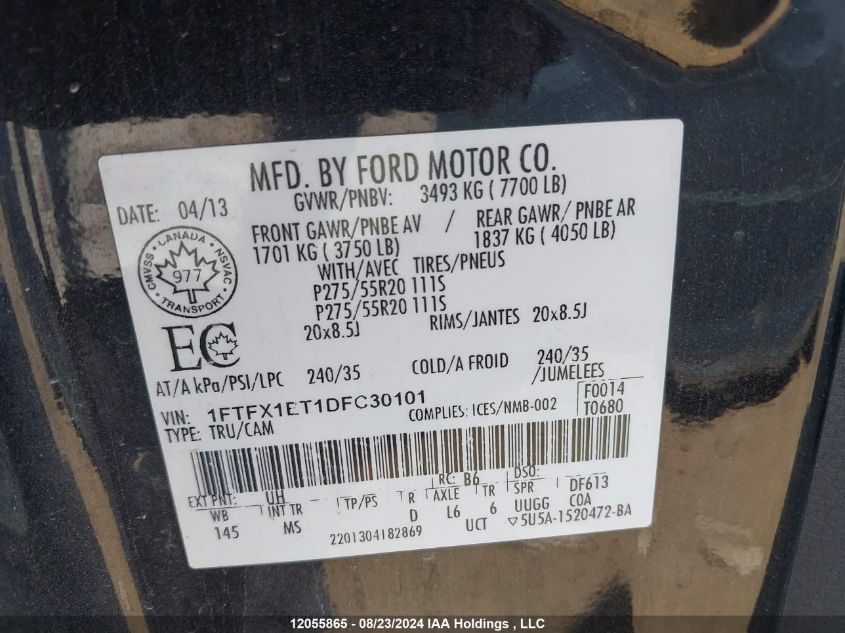 MFD. BY FORD MOTOR CO.
DATE: 04/13
GVWR/PNBV: 3493 KG ( 7700 LB)
FRONT GAWR/PNBE AV / REAR GAWR/ PNBE AR
1701 KG ( 3750 LB) 1837 KG ( 4050 LB)
WITH/AVEC TIRES/PNEUS
P275/55R20 111S
P275/55R20 111S
20x8.5J RIMS/JANTES 20x8.5J
CMVSS · CANADA · NSVAC
977
TRANSPORT
EC
AT/A kPa/PSI/LPC 240/35 COLD/A FROID 240/35
/JUMELEES
VIN: 1FTFX1ET1DFC30101 COMPLIES: ICES/NMB-002
F0014
T0680
TYPE: TRU/CAM
EXT PNT: UH RC: B6 DSO:
WB INT TR TP/PS R AXLE TR SPR DF613
145 MS D L6 6 UUGG COA
2201304182869 UCT ▽5U5A-1520472-BA
12055865 - 08/23/2024 IAA Holdings , LLC